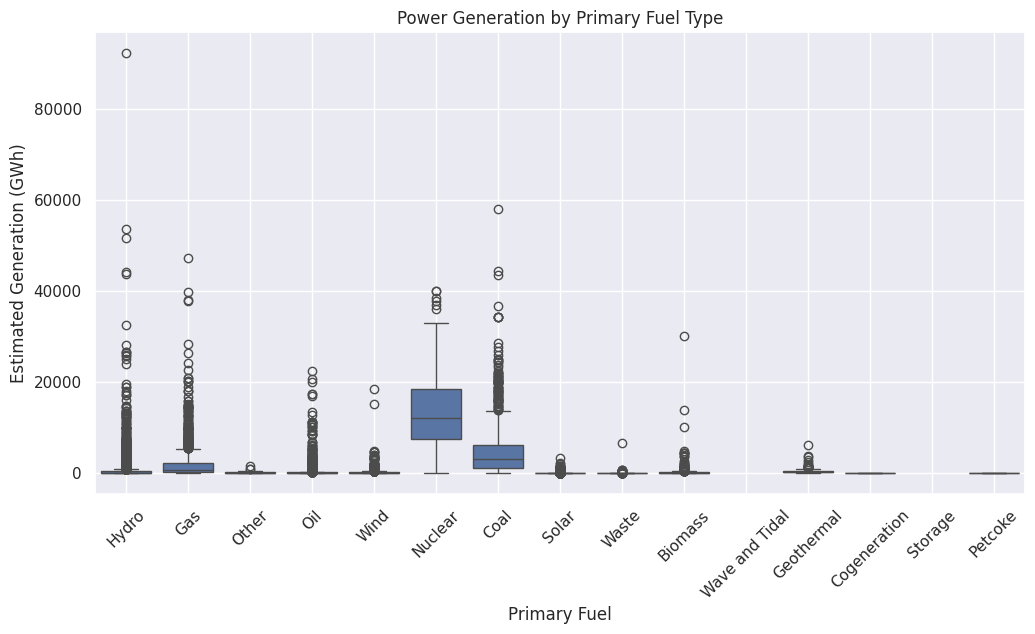 Power Generation by Primary Fuel Type
Estimated Generation (GWh)
80000
60000
40000
20000
0
Hydro
Gas
Other
Oil
Wind
Nuclear
Coal
Solar
Waste
Biomass
Wave and Tidal
Geothermal
Cogeneration
Storage
Petcoke
Primary Fuel